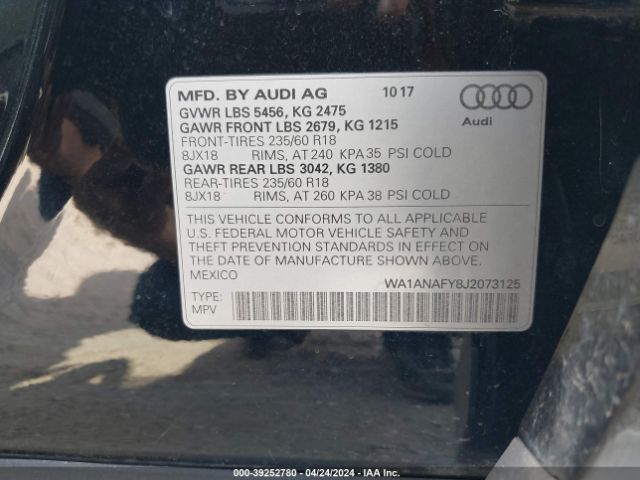 MFD. BY AUDI AG 10 17
GVWR LBS 5456, KG 2475
GAWR FRONT LBS 2679, KG 1215
FRONT-TIRES 235/60 R18
8JX18 RIMS, AT 240 KPA 35 PSI COLD
GAWR REAR LBS 3042, KG 1380
REAR-TIRES 235/60 R18
8JX18 RIMS, AT 260 KPA 38 PSI COLD
Audi
THIS VEHICLE CONFORMS TO ALL APPLICABLE
U.S. FEDERAL MOTOR VEHICLE SAFETY AND
THEFT PREVENTION STANDARDS IN EFFECT ON
THE DATE OF MANUFACTURE SHOWN ABOVE.
MEXICO
WA1ANAFY8J2073125
TYPE:
MPV
000-39252780 - 04/24/2024 - IAA Inc.